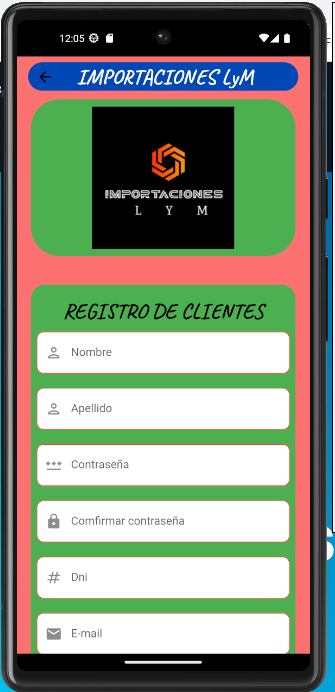 12:05
IMPORTACIONES LyM
IMPORTACIONES
L Y M
REGISTRO DE CLIENTES
Nombre
Apellido
Contraseña
Comfirmar contraseña
Dni
E-mail